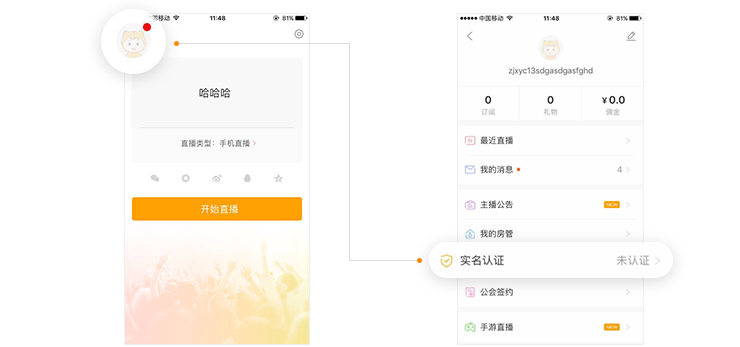 中国移动 11:48 81%
哈哈哈
直播类型：手机直播
开始直播
中国移动 11:48 81%
zjxyc13sdgasdgasfghd
0 0 ¥0.0
订阅 礼物 佣金
最近直播
我的消息 4
主播公告 NEW
我的房管
实名认证 未认证
公会签约
手游直播 NEW